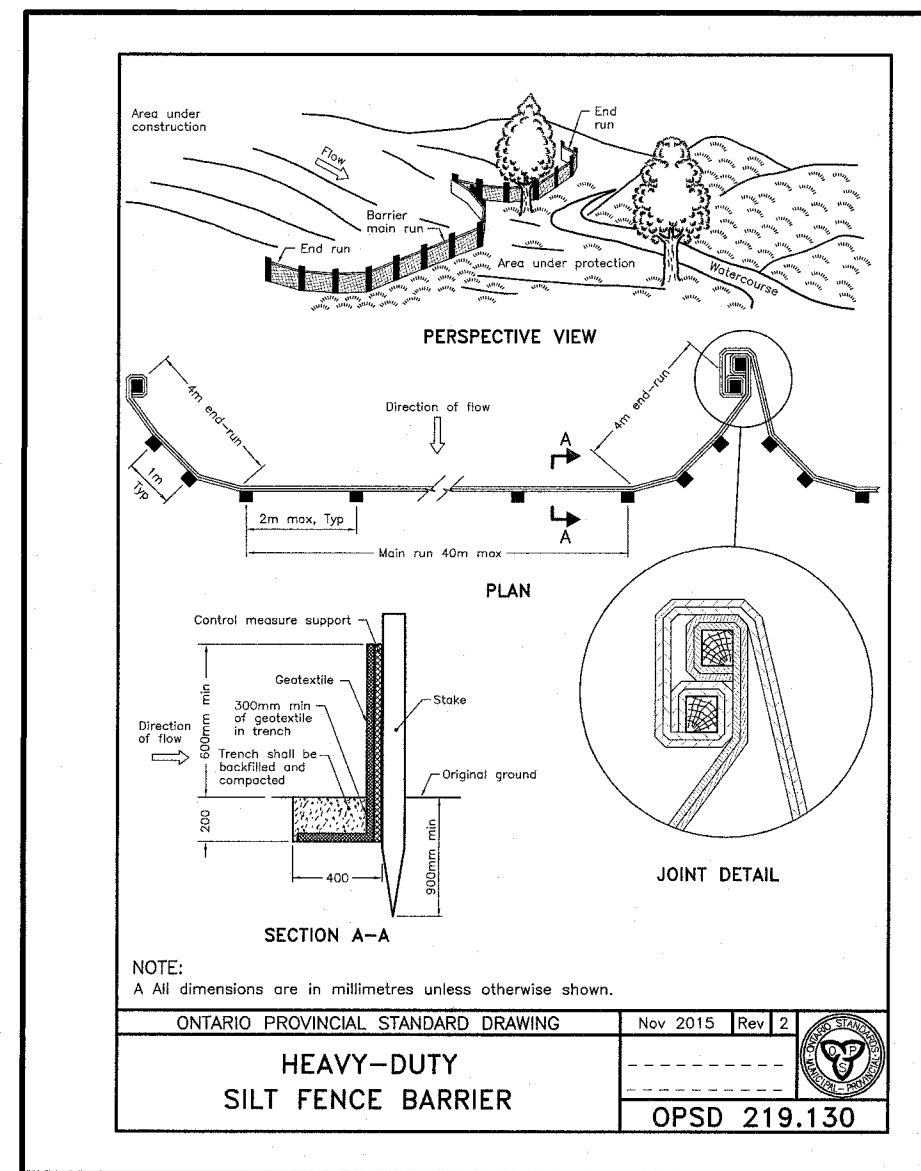 Area under
construction
Flow
End
run
Barrier
main run
End run
Area under protection
Watercourse
PERSPECTIVE VIEW
4m end-run
Direction of flow
4m end-run
1m
Typ
A
2m max, Typ
A
Main run 40m max
PLAN
Control measure support
Geotextile
300mm min
of geotextile
in trench
Trench shall be
backfilled and
compacted
Direction
of flow
600mm min
200
400
Stake
Original ground
900mm min
SECTION A-A
JOINT DETAIL
NOTE:
A All dimensions are in millimetres unless otherwise shown.
ONTARIO PROVINCIAL STANDARD DRAWING
Nov 2015 Rev 2
HEAVY-DUTY
SILT FENCE BARRIER
ONTARIO STANDARDS
MUNICIPAL-PROVINCIAL
O P
S
OPSD 219.130